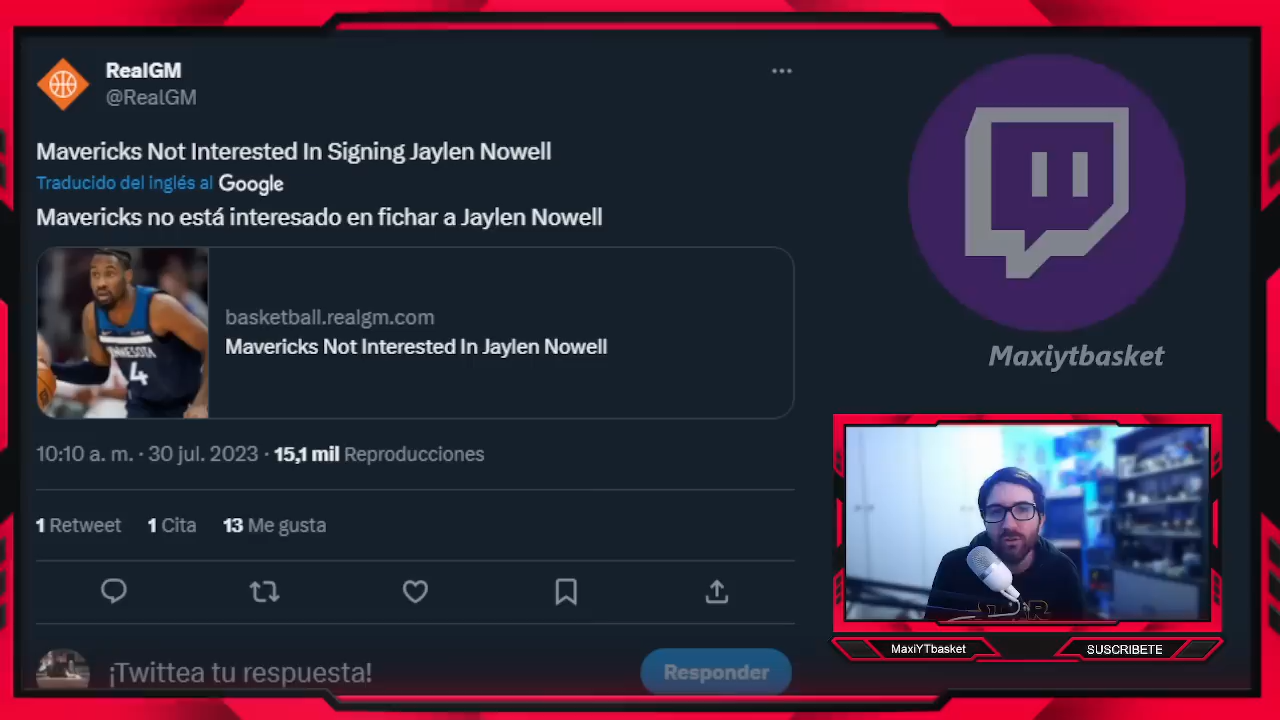 RealGM
@RealGM
Mavericks Not Interested In Signing Jaylen Nowell
Traducido del inglés al Google
Mavericks no está interesado en fichar a Jaylen Nowell
basketball.realgm.com
Mavericks Not Interested In Jaylen Nowell
10:10 a. m. · 30 jul. 2023 · 15,1 mil Reproducciones
1 Retweet 1 Cita 13 Me gusta
¡Twittea tu respuesta!
Responder
Maxiytbasket
MaxiYTbasket
SUSCRIBETE